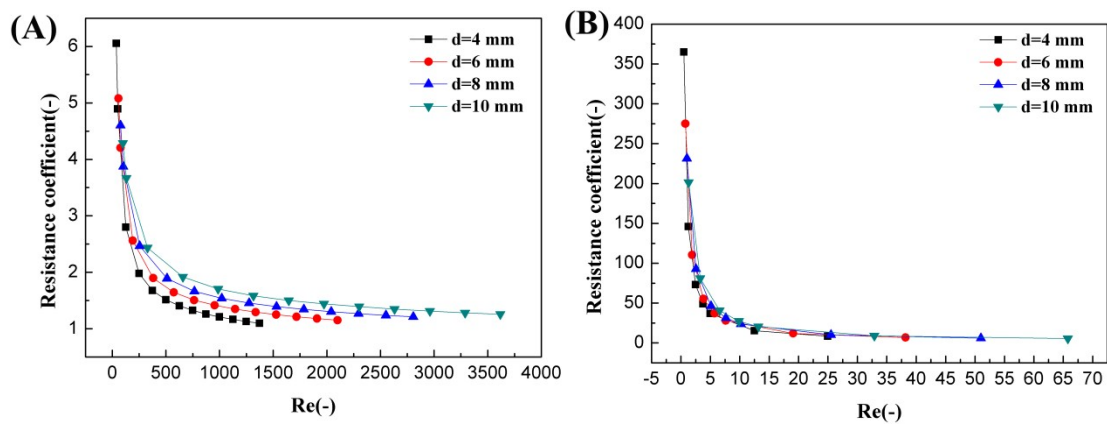 (A)
Resistance coefficient(-)
6
5
4
3
2
1
d=4 mm
d=6 mm
d=8 mm
d=10 mm
0 500 1000 1500 2000 2500 3000 3500 4000
Re(-)
(B)
Resistance coefficient(-)
400
350
300
250
200
150
100
50
0
d=4 mm
d=6 mm
d=8 mm
d=10 mm
-5 0 5 10 15 20 25 30 35 40 45 50 55 60 65 70
Re(-)